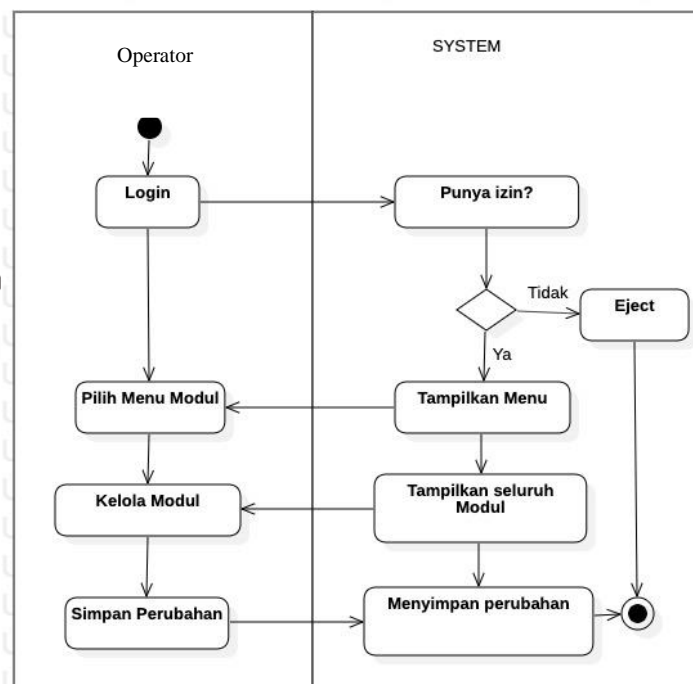 Operator
SYSTEM
Login
Punya izin?
Tidak
Eject
Ya
Pilih Menu Modul
Tampilkan Menu
Kelola Modul
Tampilkan seluruh
Modul
Simpan Perubahan
Menyimpan perubahan